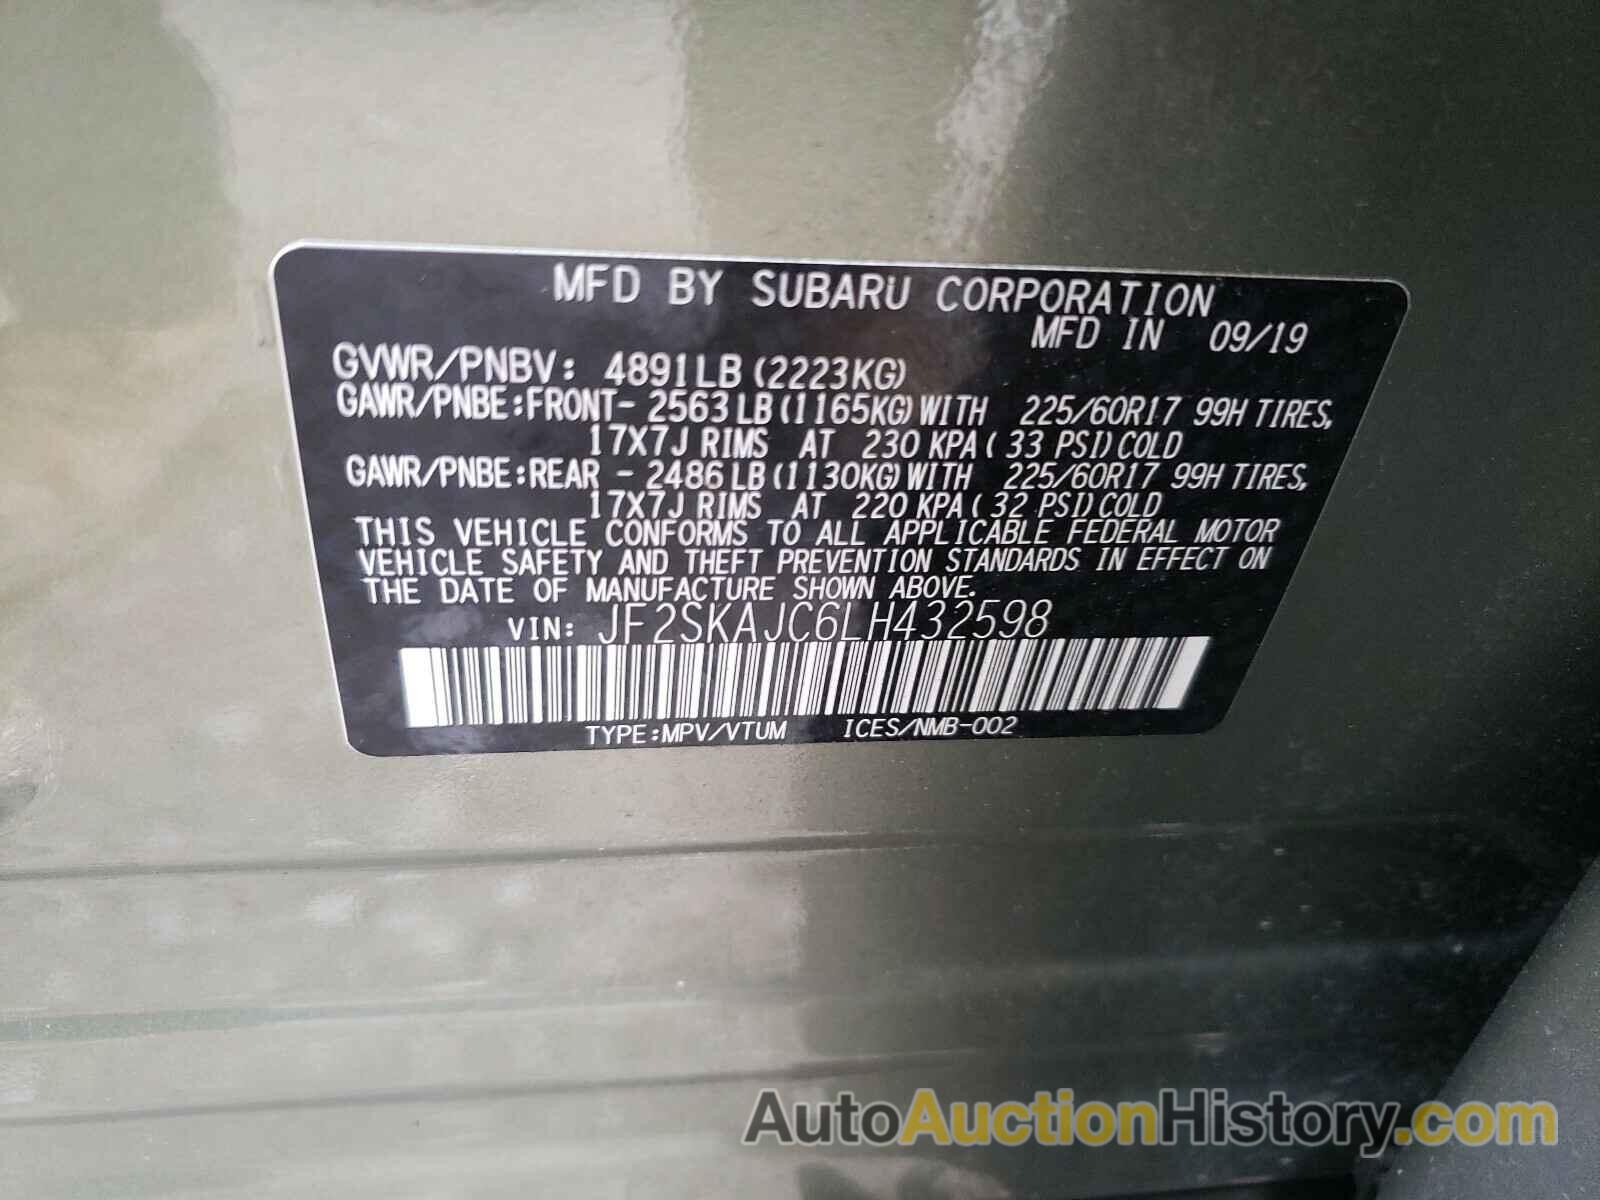 MFD BY SUBARU CORPORATION
MFD IN 09/19
GVWR/PNBV: 4891LB (2223KG)
GAWR/PNBE:FRONT- 2563LB(1165KG)WITH 225/60R17 99H TIRES,
17X7J RIMS AT 230 KPA( 33 PSI)COLD
GAWR/PNBE:REAR - 2486LB(1130KG)WITH 225/60R17 99H TIRES,
17X7J RIMS AT 220 KPA( 32 PSI)COLD
THIS VEHICLE CONFORMS TO ALL APPLICABLE FEDERAL MOTOR
VEHICLE SAFETY AND THEFT PREVENTION STANDARDS IN EFFECT ON
THE DATE OF MANUFACTURE SHOWN ABOVE.
VIN: JF2SKAJC6LH432598
TYPE:MPV/VTUM ICES/NMB-002
AutoAuctionHistory.com